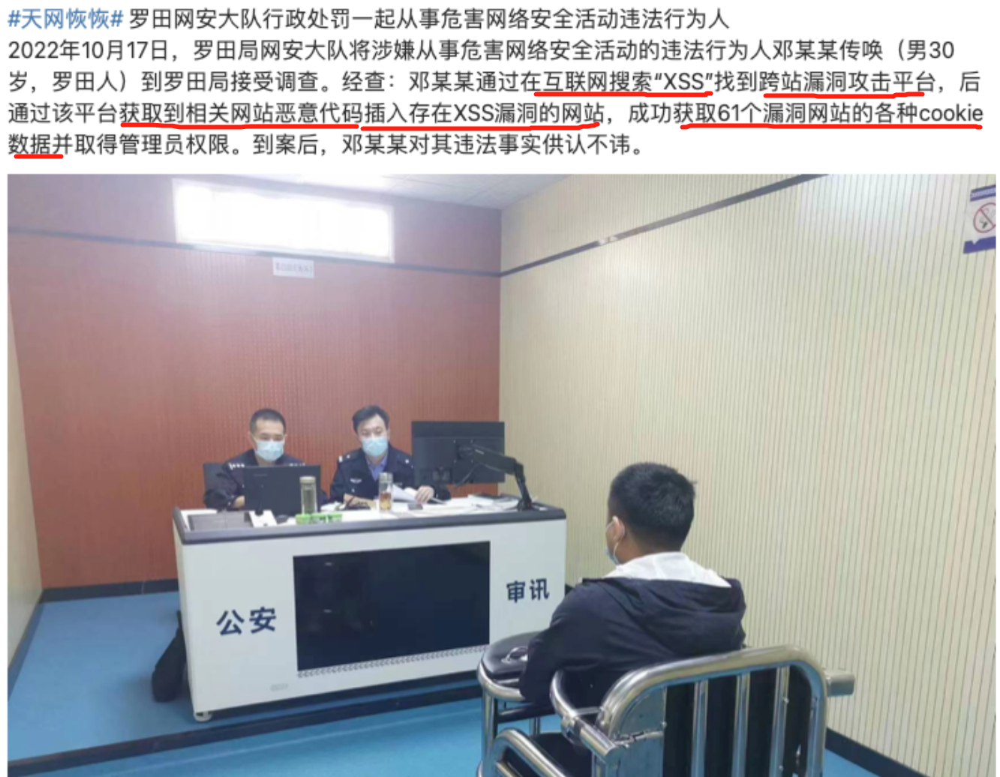 #天网恢恢# 罗田网安大队行政处罚一起从事危害网络安全活动违法行为人
2022年10月17日，罗田局网安大队将涉嫌从事危害网络安全活动的违法行为人邓某某传唤（男30
岁，罗田人）到罗田局接受调查。经查：邓某某通过在互联网搜索“XSS”找到跨站漏洞攻击平台，后
通过该平台获取到相关网站恶意代码插入存在XSS漏洞的网站，成功获取61个漏洞网站的各种cookie
数据并取得管理员权限。到案后，邓某某对其违法事实供认不讳。
公安
审讯